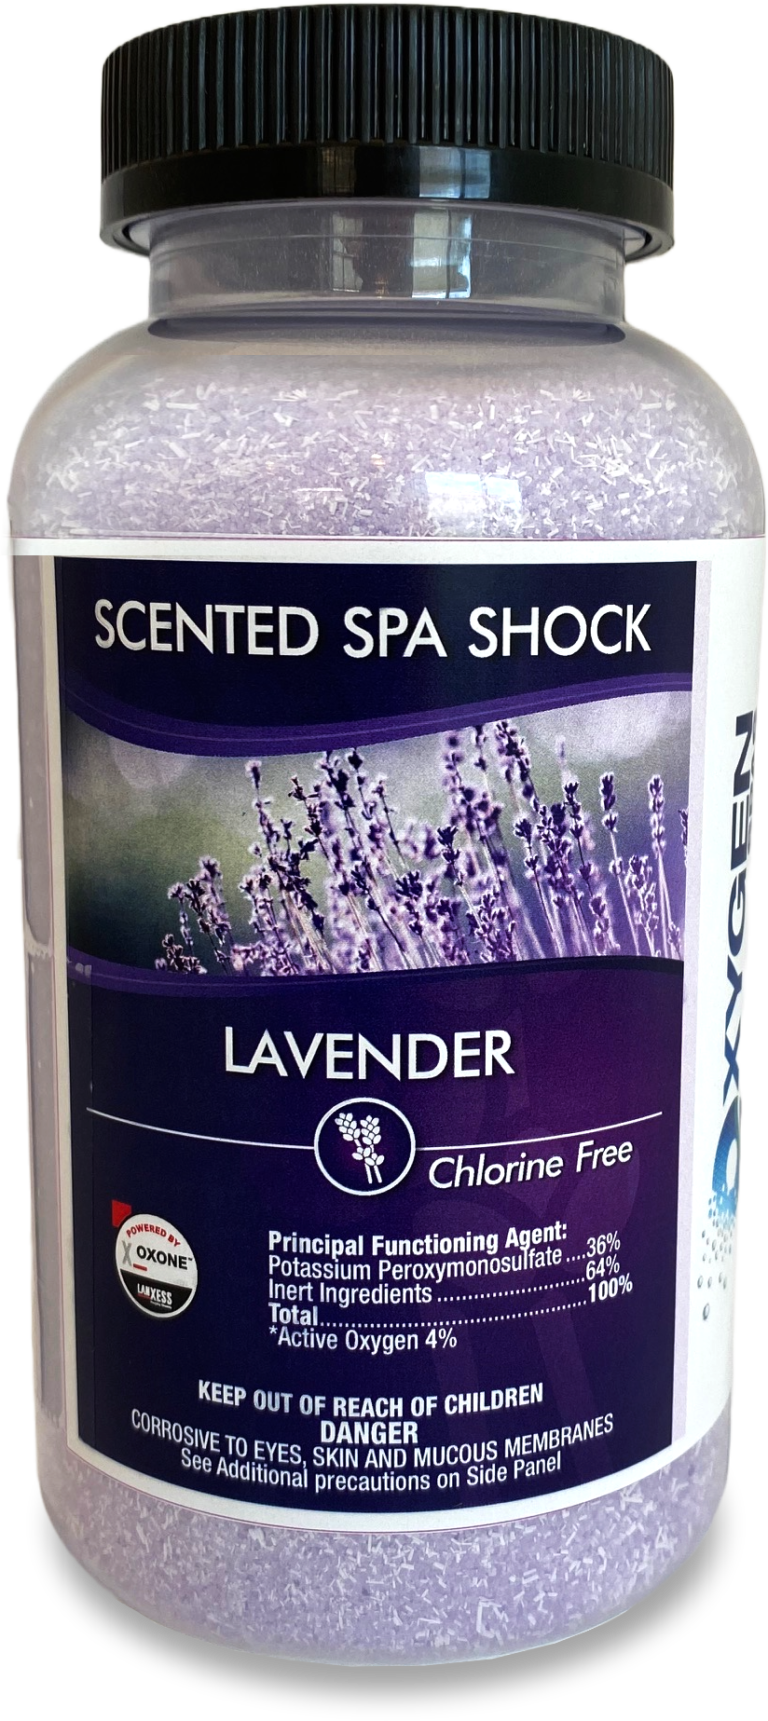 SCENTED SPA SHOCK
LAVENDER
Chlorine Free
POWERED BY
X OXONE™
LANXESS
Principal Functioning Agent:
Potassium Peroxymonosulfate....36%
Inert Ingredients........................64%
Total...........................................100%
*Active Oxygen 4%
KEEP OUT OF REACH OF CHILDREN
DANGER
CORROSIVE TO EYES, SKIN AND MUCOUS MEMBRANES
See Additional precautions on Side Panel
OXYGEN